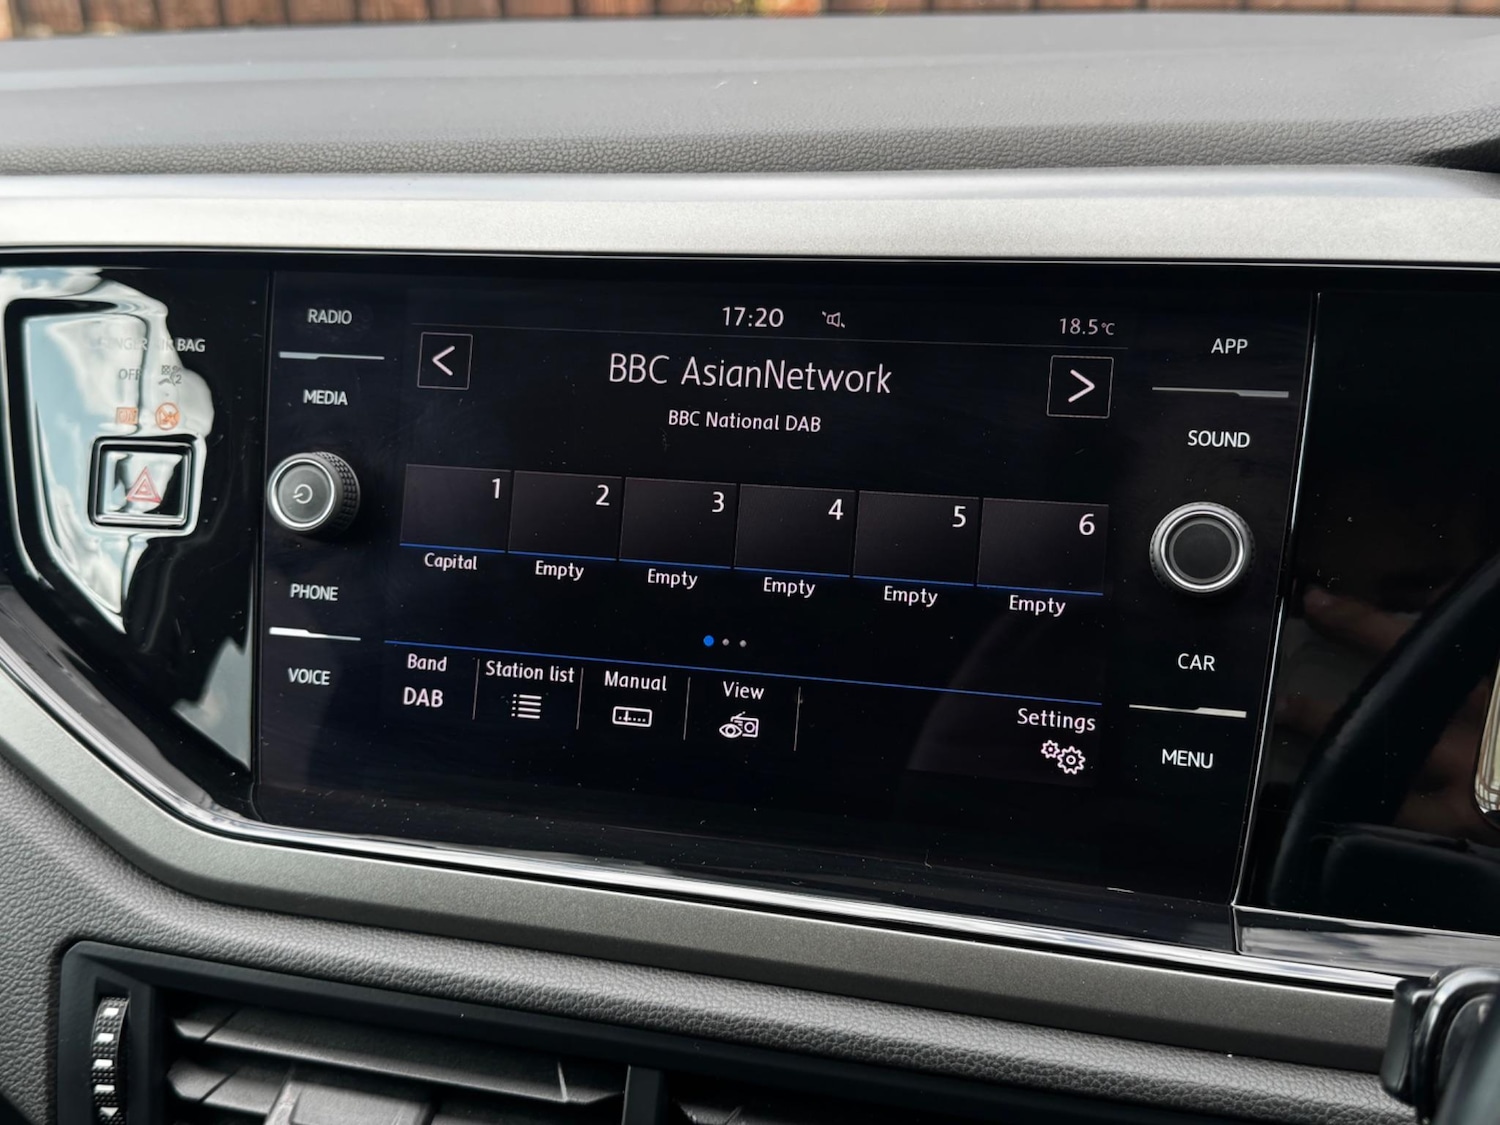 RADIO
17:20
18.5°C
APP
BAG
OFF
MEDIA
BBC AsianNetwork
BBC National DAB
SOUND
1 2 3 4 5 6
Capital Empty Empty Empty Empty Empty
PHONE
VOICE
Band
DAB
Station list
Manual
View
Settings
CAR
MENU